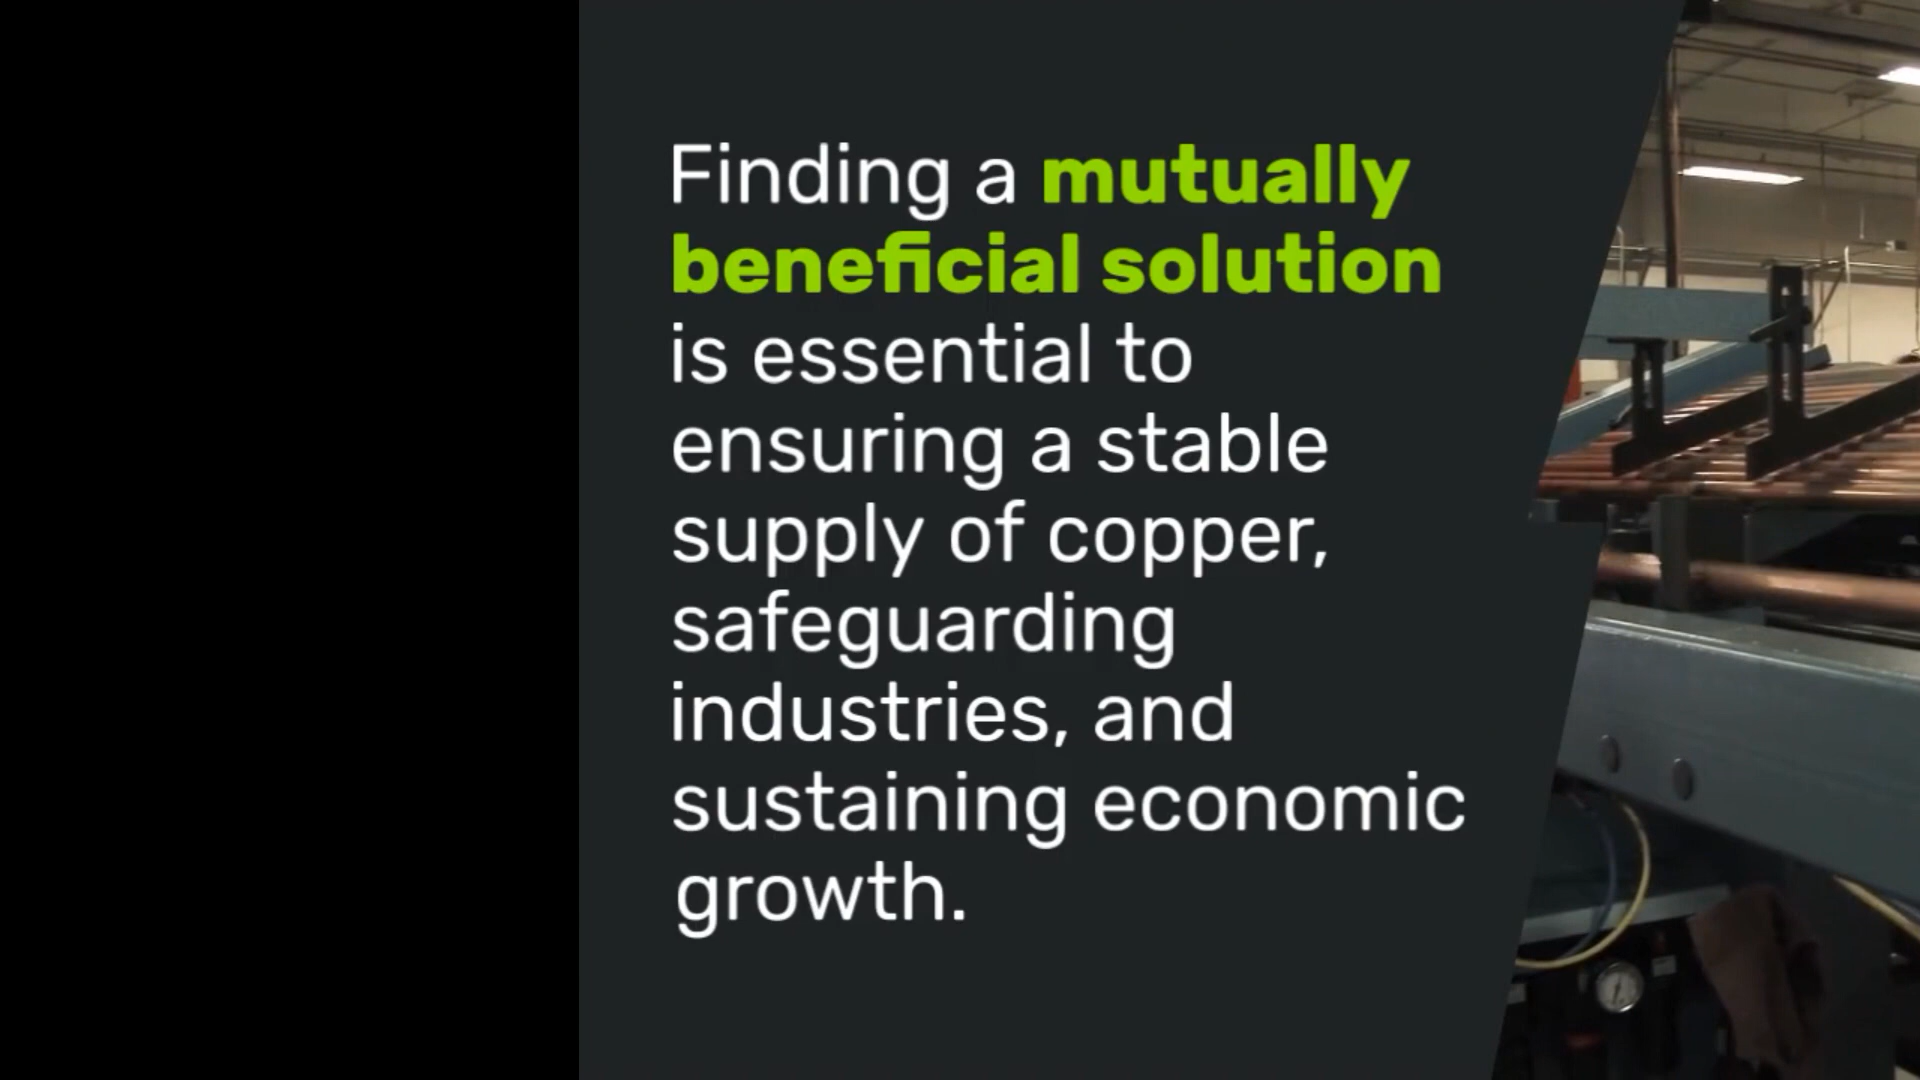 Finding a mutually
beneficial solution
is essential to
ensuring a stable
supply of copper,
safeguarding
industries, and
sustaining economic
growth.